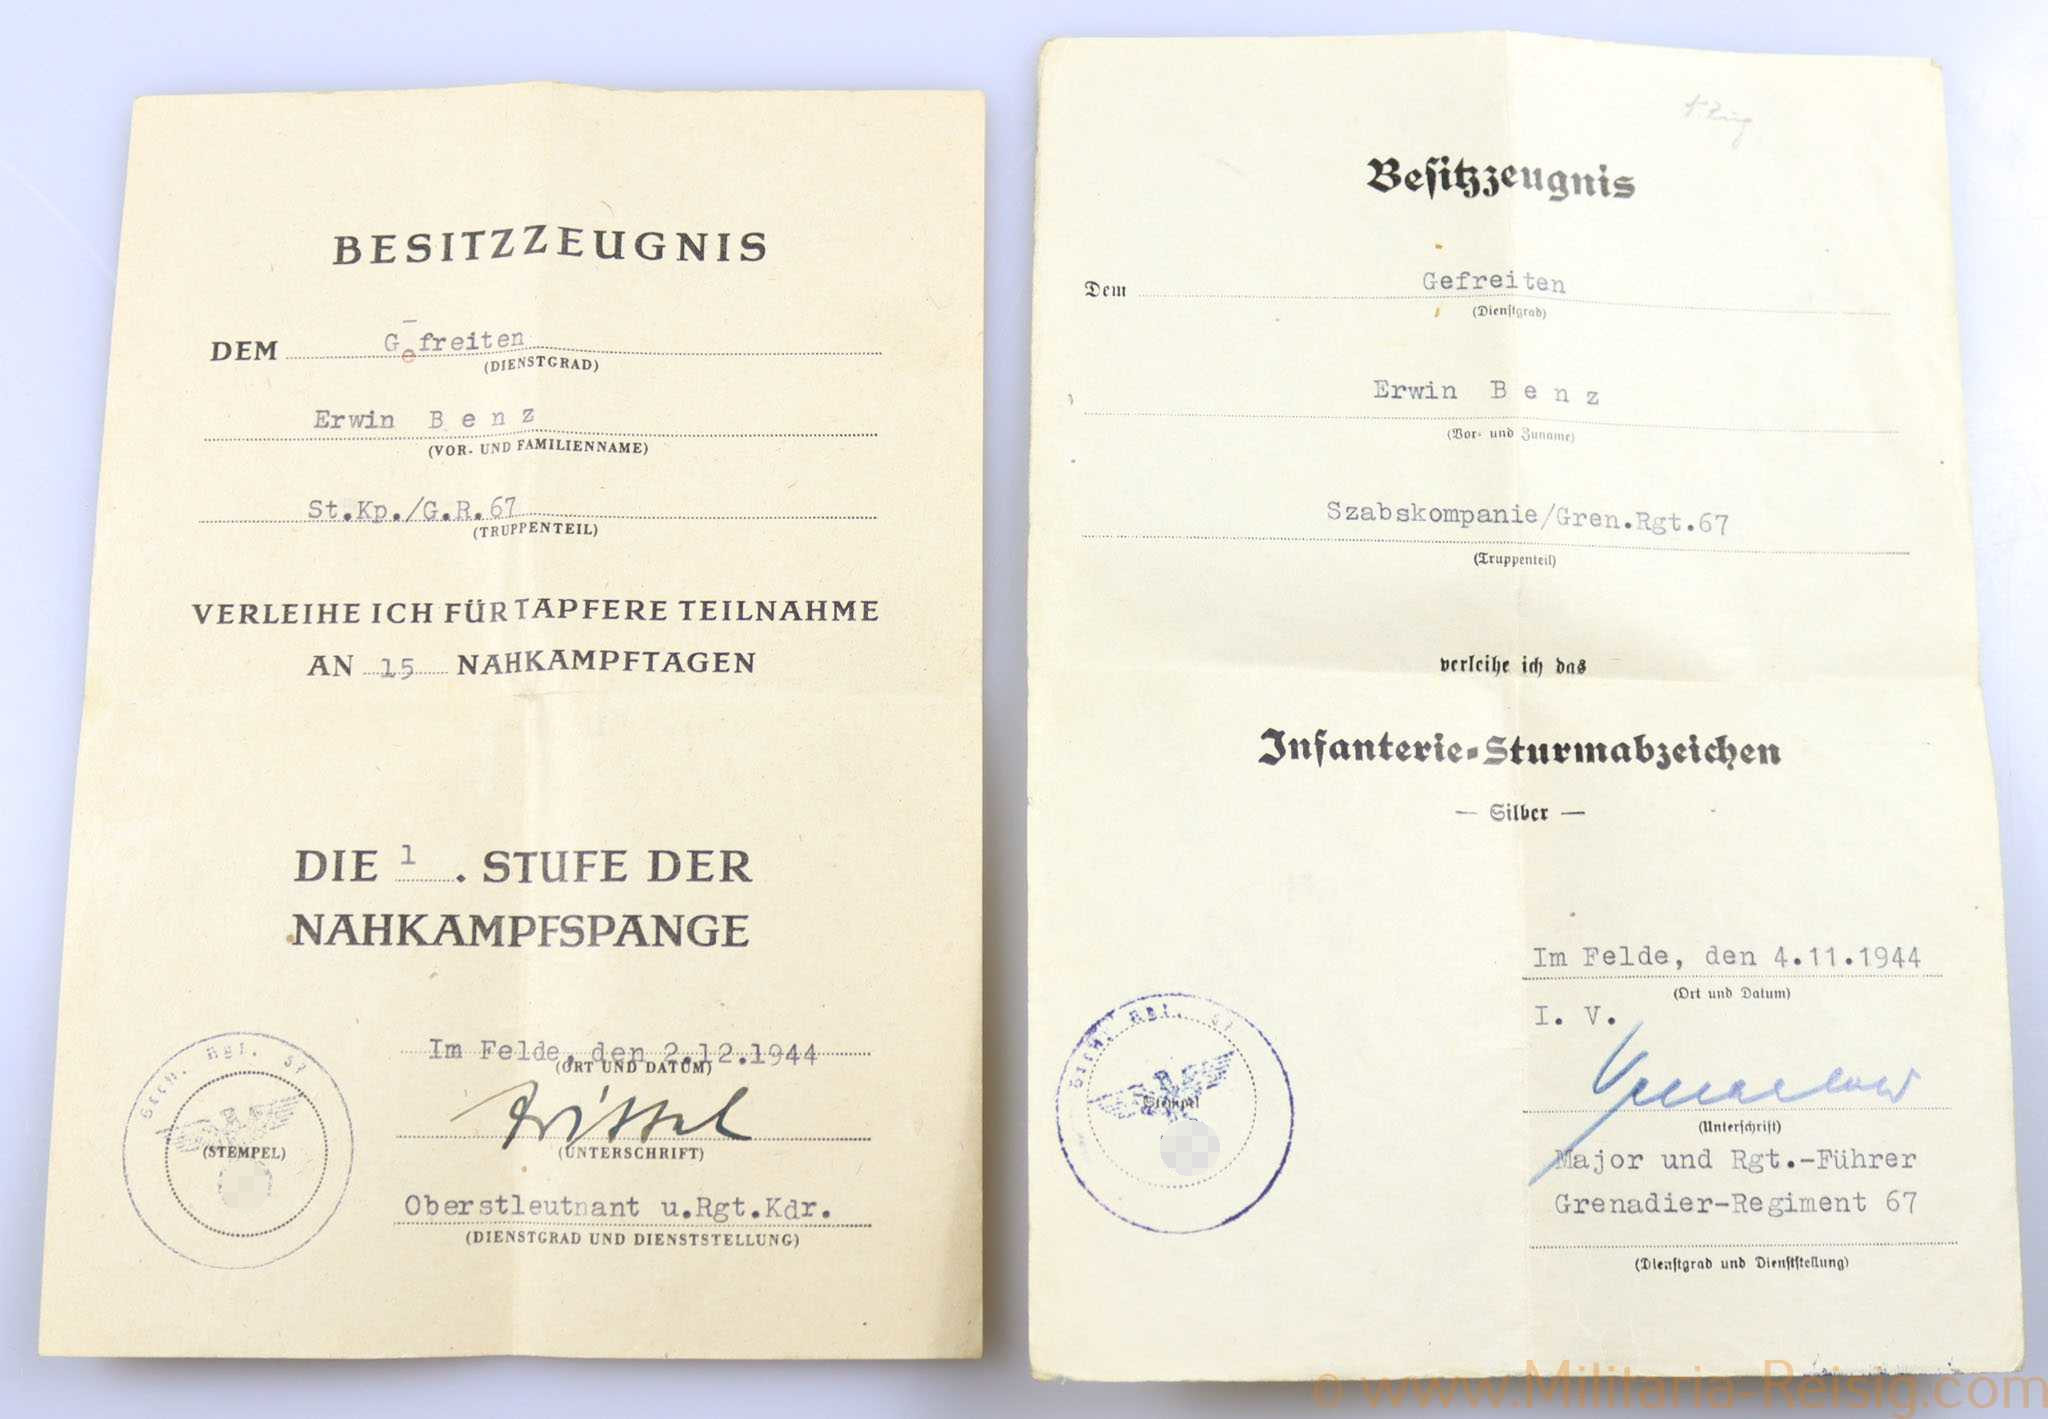 BESITZZEUGNIS
DEM Gefreiten
(DIENSTGRAD)
Erwin Benz
(VOR- UND FAMILIENNAME)
St.Kp./G.R.67
(TRUPPENTEIL)
VERLEIHE ICH FÜR TAPFERE TEILNAHME
AN 15 NAHKAMPFTAGEN
DIE 1. STUFE DER
NAHKAMPFSPANGE
Im Felde, den 2.12.1944
(ORT UND DATUM)
(UNTERSCHRIFT)
Oberstleutnant u.Rgt.Kdr.
(DIENSTGRAD UND DIENSTSTELLUNG)
Rgt.
(STEMPEL)
Besitzzeugnis
Dem Gefreiten
(Dienstgrad)
Erwin Benz
(Vor- und Zuname)
Szabskompanie/Gren.Rgt.67
(Truppenteil)
verleihe ich das
Infanterie-Sturmabzeichen
— Silber —
Im Felde, den 4.11.1944
(Ort und Datum)
I. V.
(Unterschrift)
Major und Rgt.-Führer
Grenadier-Regiment 67
(Dienstgrad und Dienststellung)
Rgt.
Stempel
© www.Militaria-Reisig.com